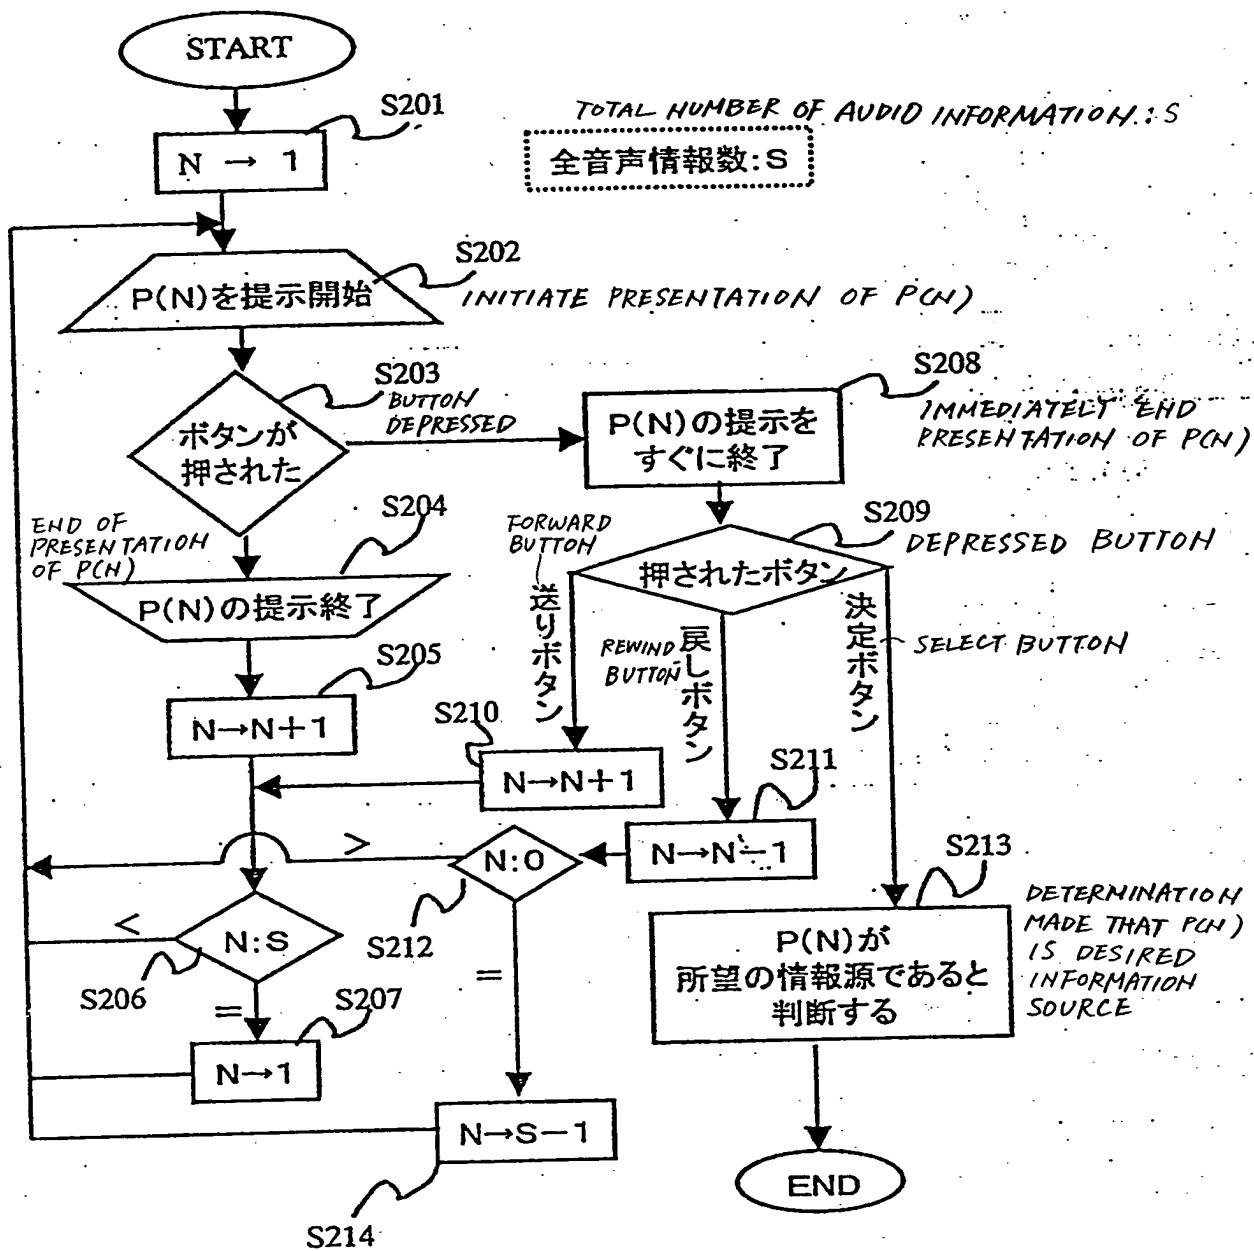 START
S201
N → 1
TOTAL NUMBER OF AUDIO INFORMATION.: S
全音声情報数:S
S202
P(N)を提示開始
INITIATE PRESENTATION OF P(N)
S203
BUTTON
DEPRESSED
ボタンが
押された
S208
P(N)の提示を
すぐに終了
IMMEDIATELY END
PRESENTATION OF P(N)
S204
END OF
PRESENTATION
OF P(N)
P(N)の提示終了
S209
DEPRESSED BUTTON
押されたボタン
FORWARD
BUTTON
送りボタン
REWIND
BUTTON
戻しボタン
決定ボタン
SELECT BUTTON
S205
N→N+1
S210
N→N+1
S211
N→N-1
>
N:0
S212
=
S213
DETERMINATION
MADE THAT P(N)
IS DESIRED
INFORMATION
SOURCE
P(N)が
所望の情報源であると
判断する
<
N:S
S206
=
S207
N→1
N→S-1
S214
END